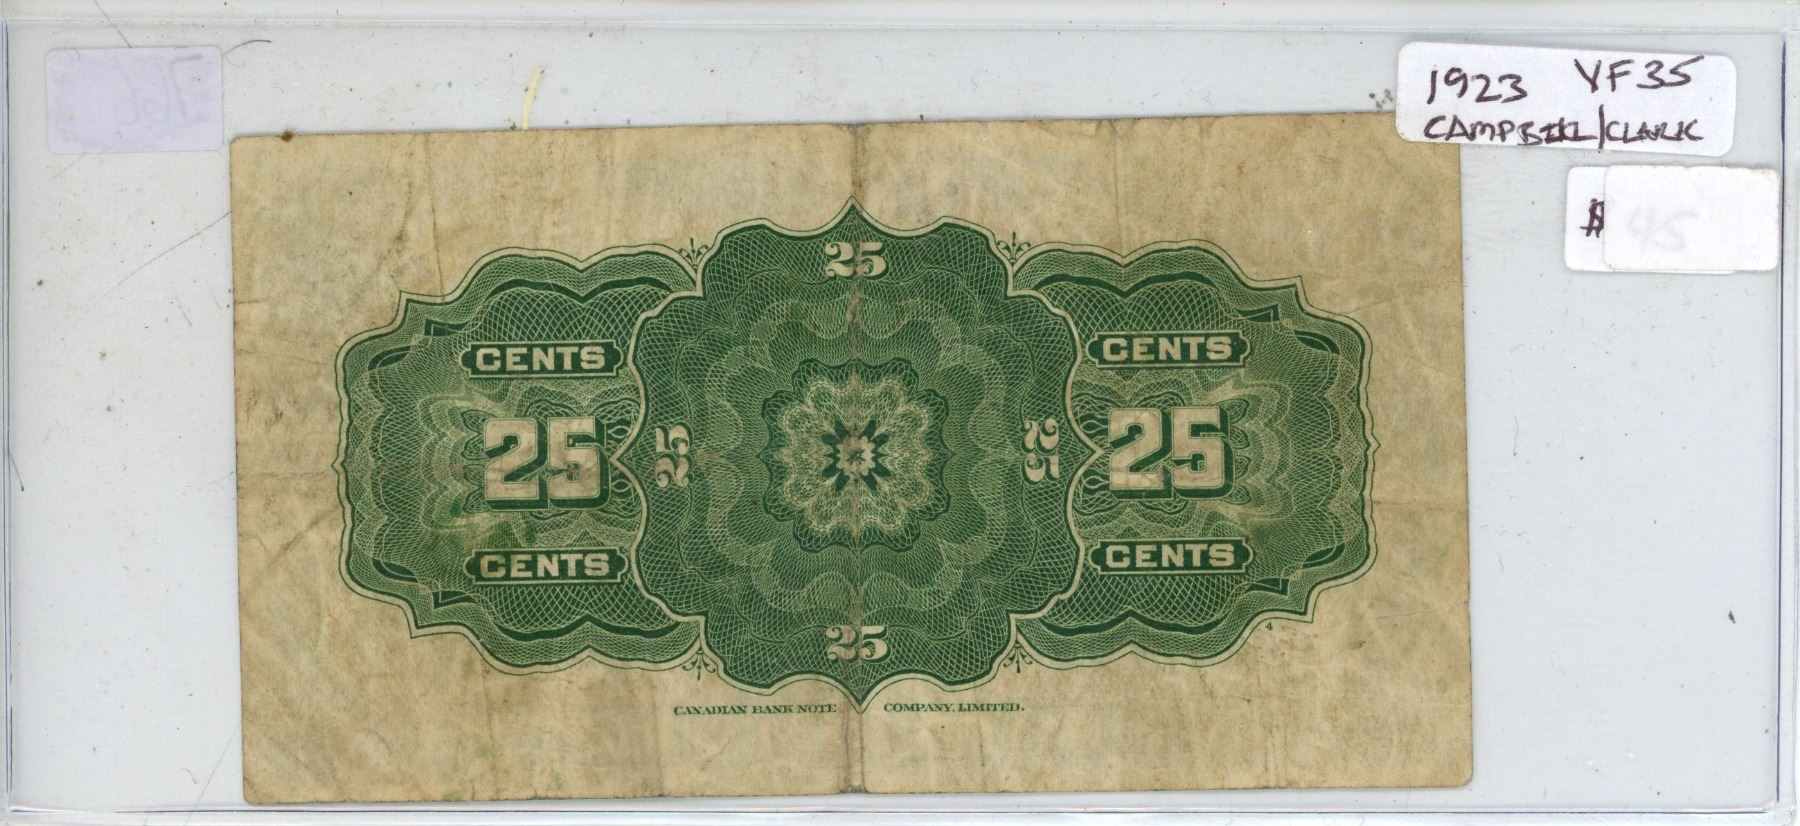 1923 VF35
CAMPBELL/CLARK
$ 45
25
CENTS CENTS
25 25 25 25
CENTS CENTS
25
4
CANADIAN BANK NOTE COMPANY, LIMITED.